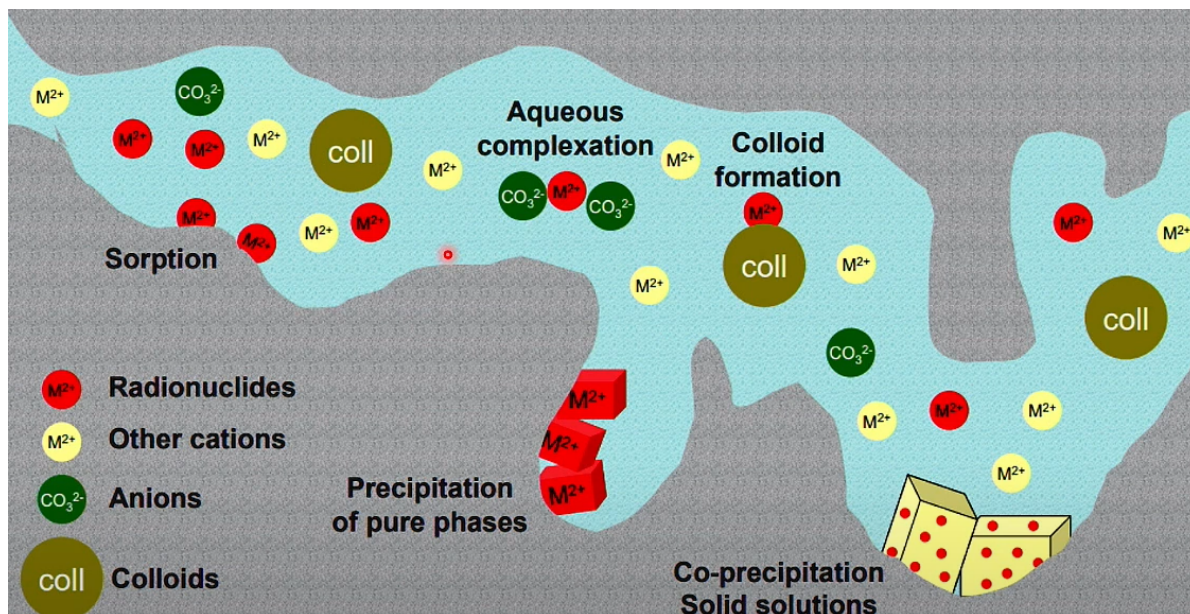 M²⁺
CO₃²⁻
M²⁺
M²⁺
M²⁺
coll
M²⁺
Aqueous
complexation
CO₃²⁻
M²⁺
CO₃²⁻
M²⁺
Colloid
formation
M²⁺
coll
M²⁺
M²⁺
M²⁺
Sorption
M²⁺
M²⁺
M²⁺
M²⁺
M²⁺
coll
CO₃²⁻
M²⁺
M²⁺
M²⁺
M²⁺
M²⁺
M²⁺
M²⁺
Precipitation
of pure phases
Co-precipitation
Solid solutions
M²⁺ Radionuclides
M²⁺ Other cations
CO₃²⁻ Anions
coll Colloids